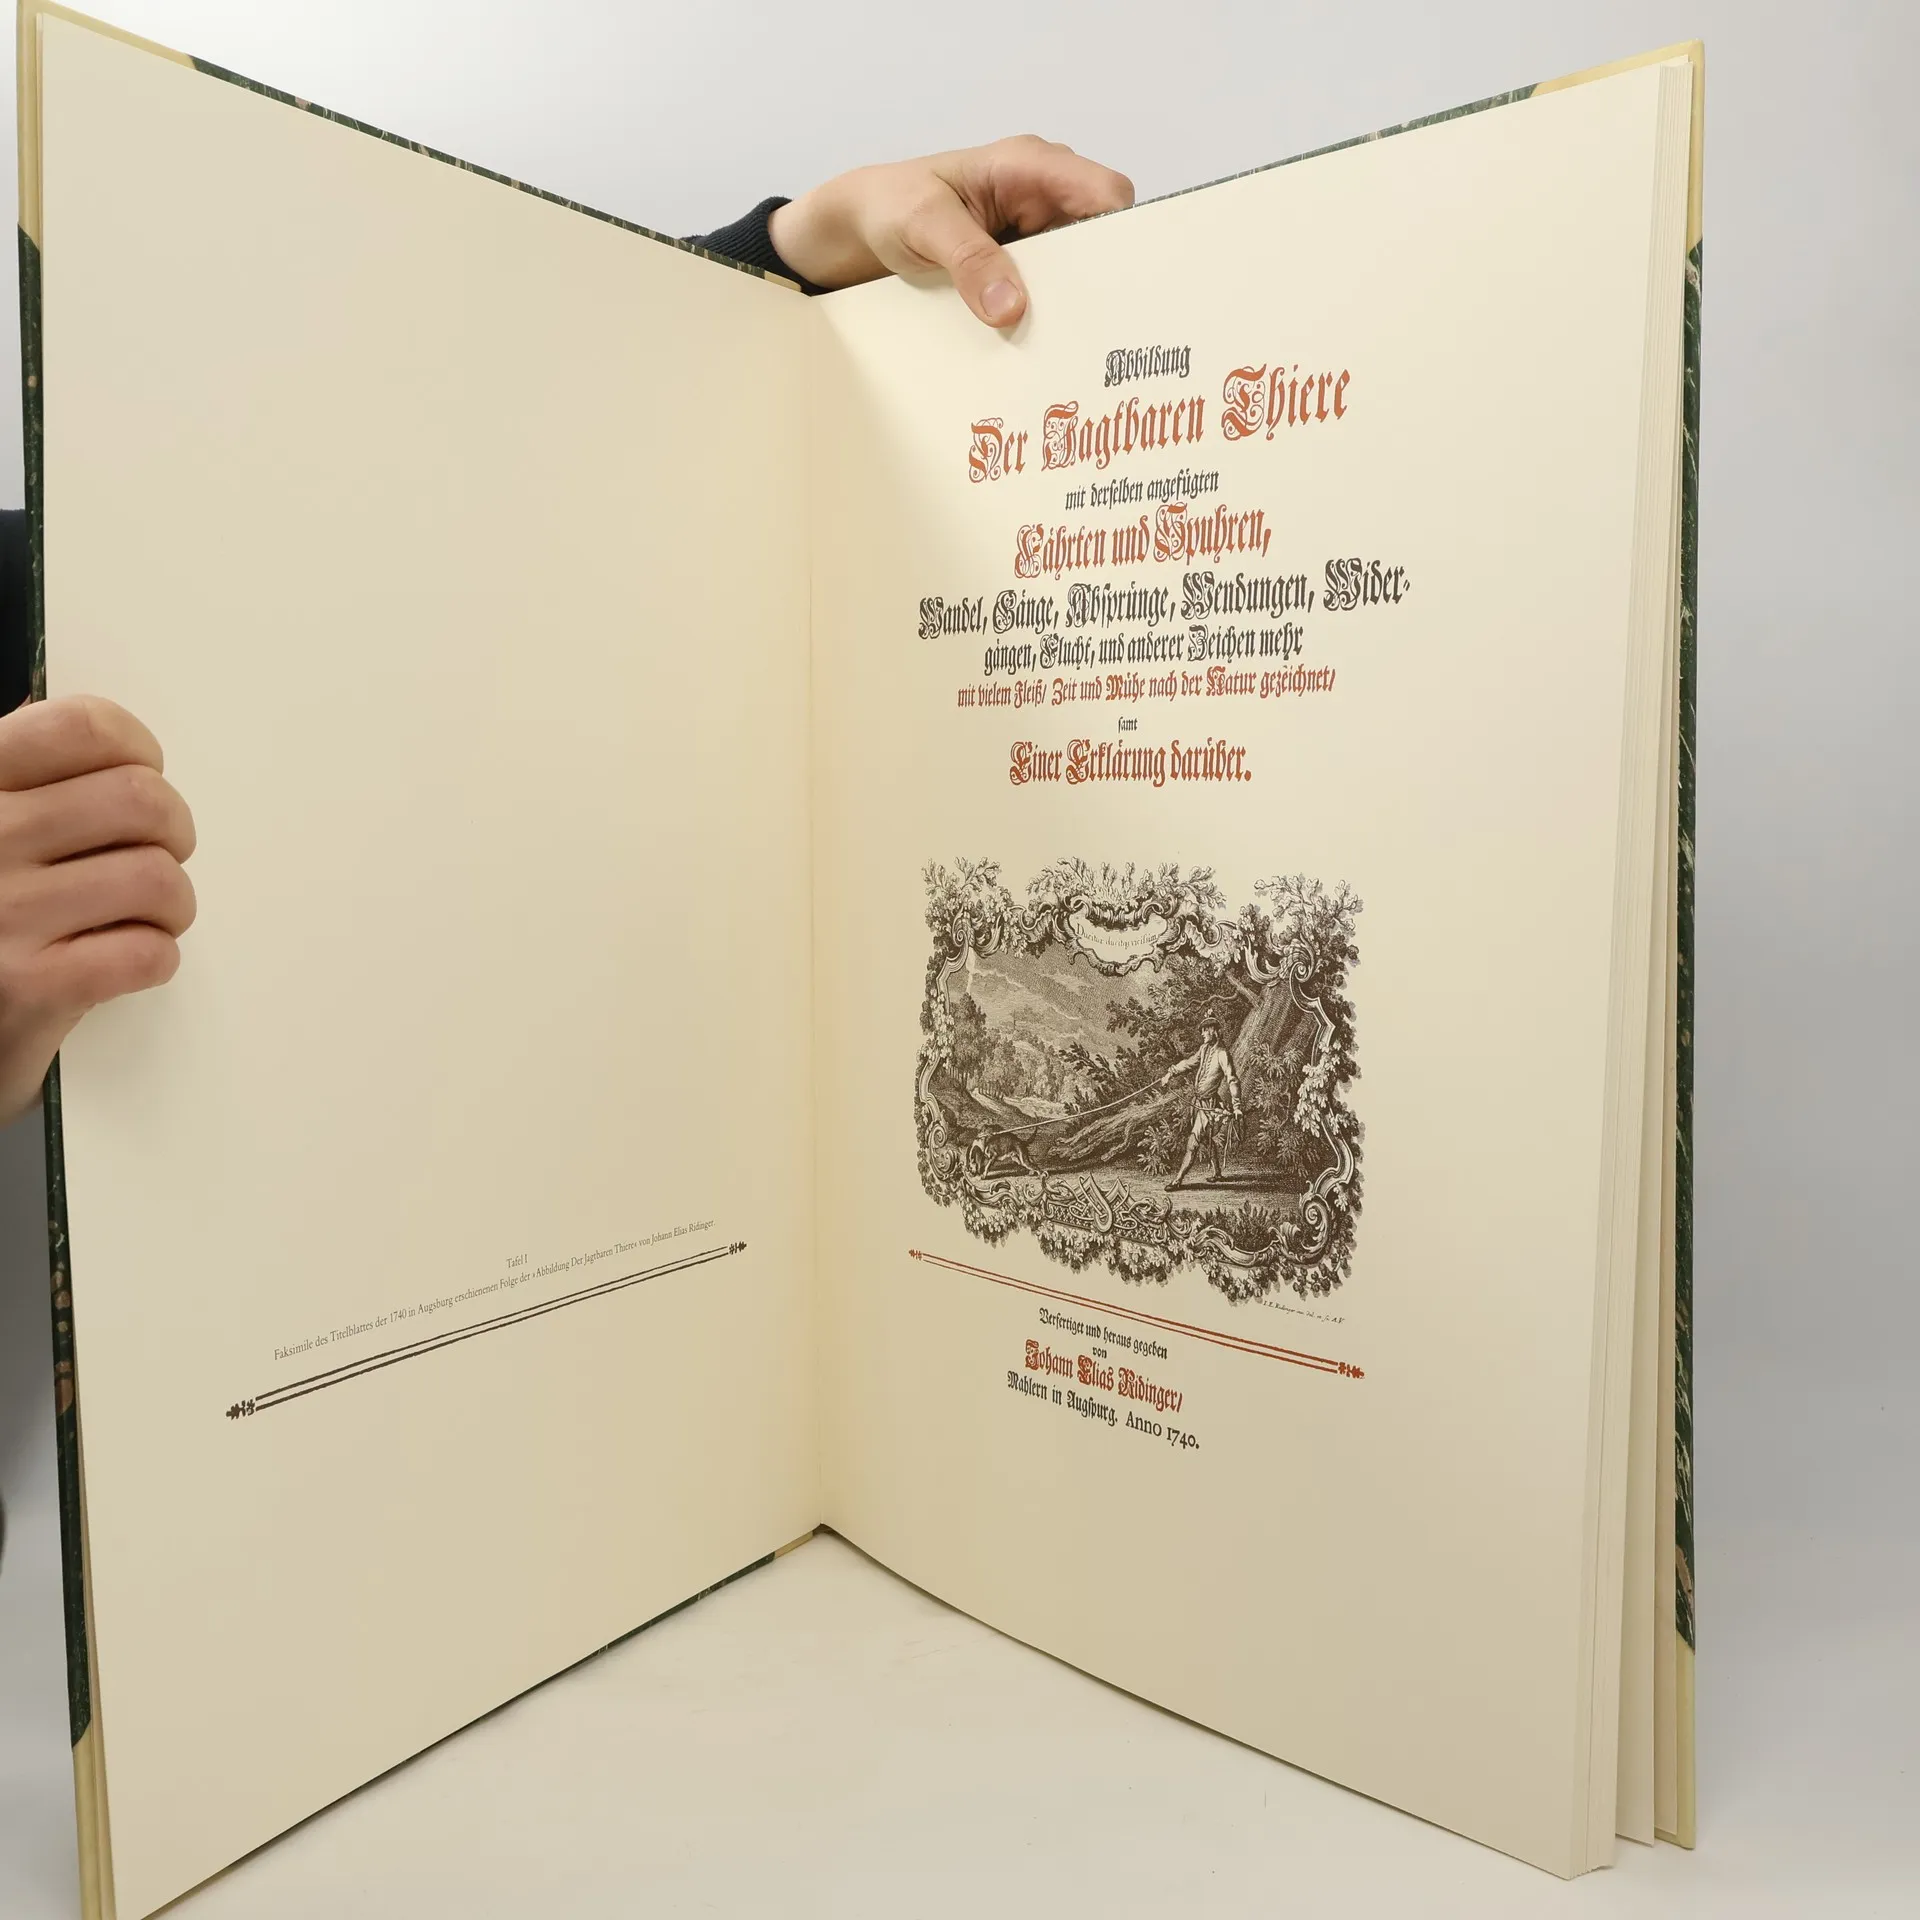 Tafel I
Faksimile des Titelblattes der 1740 in Augsburg erschienenen Folge der »Abbildung Der Jagtbaren Thiere« von Johann Elias Ridinger.
Abbildung
Der Jagtbaren Thiere
mit derselben angefügten
Fährten und Spuhren,
Wandel, Gänge, Absprünge, Wendungen, Wider-
gängen, Flucht, und anderer Zeichen mehr
mit vielem Fleiß/ Zeit und Mühe nach der Natur gezeichnet/
samt
Einer Erklärung darüber.
Verfertiget und heraus gegeben
von
Johann Elias Ridinger/
Mahlern in Augspurg. Anno 1740.